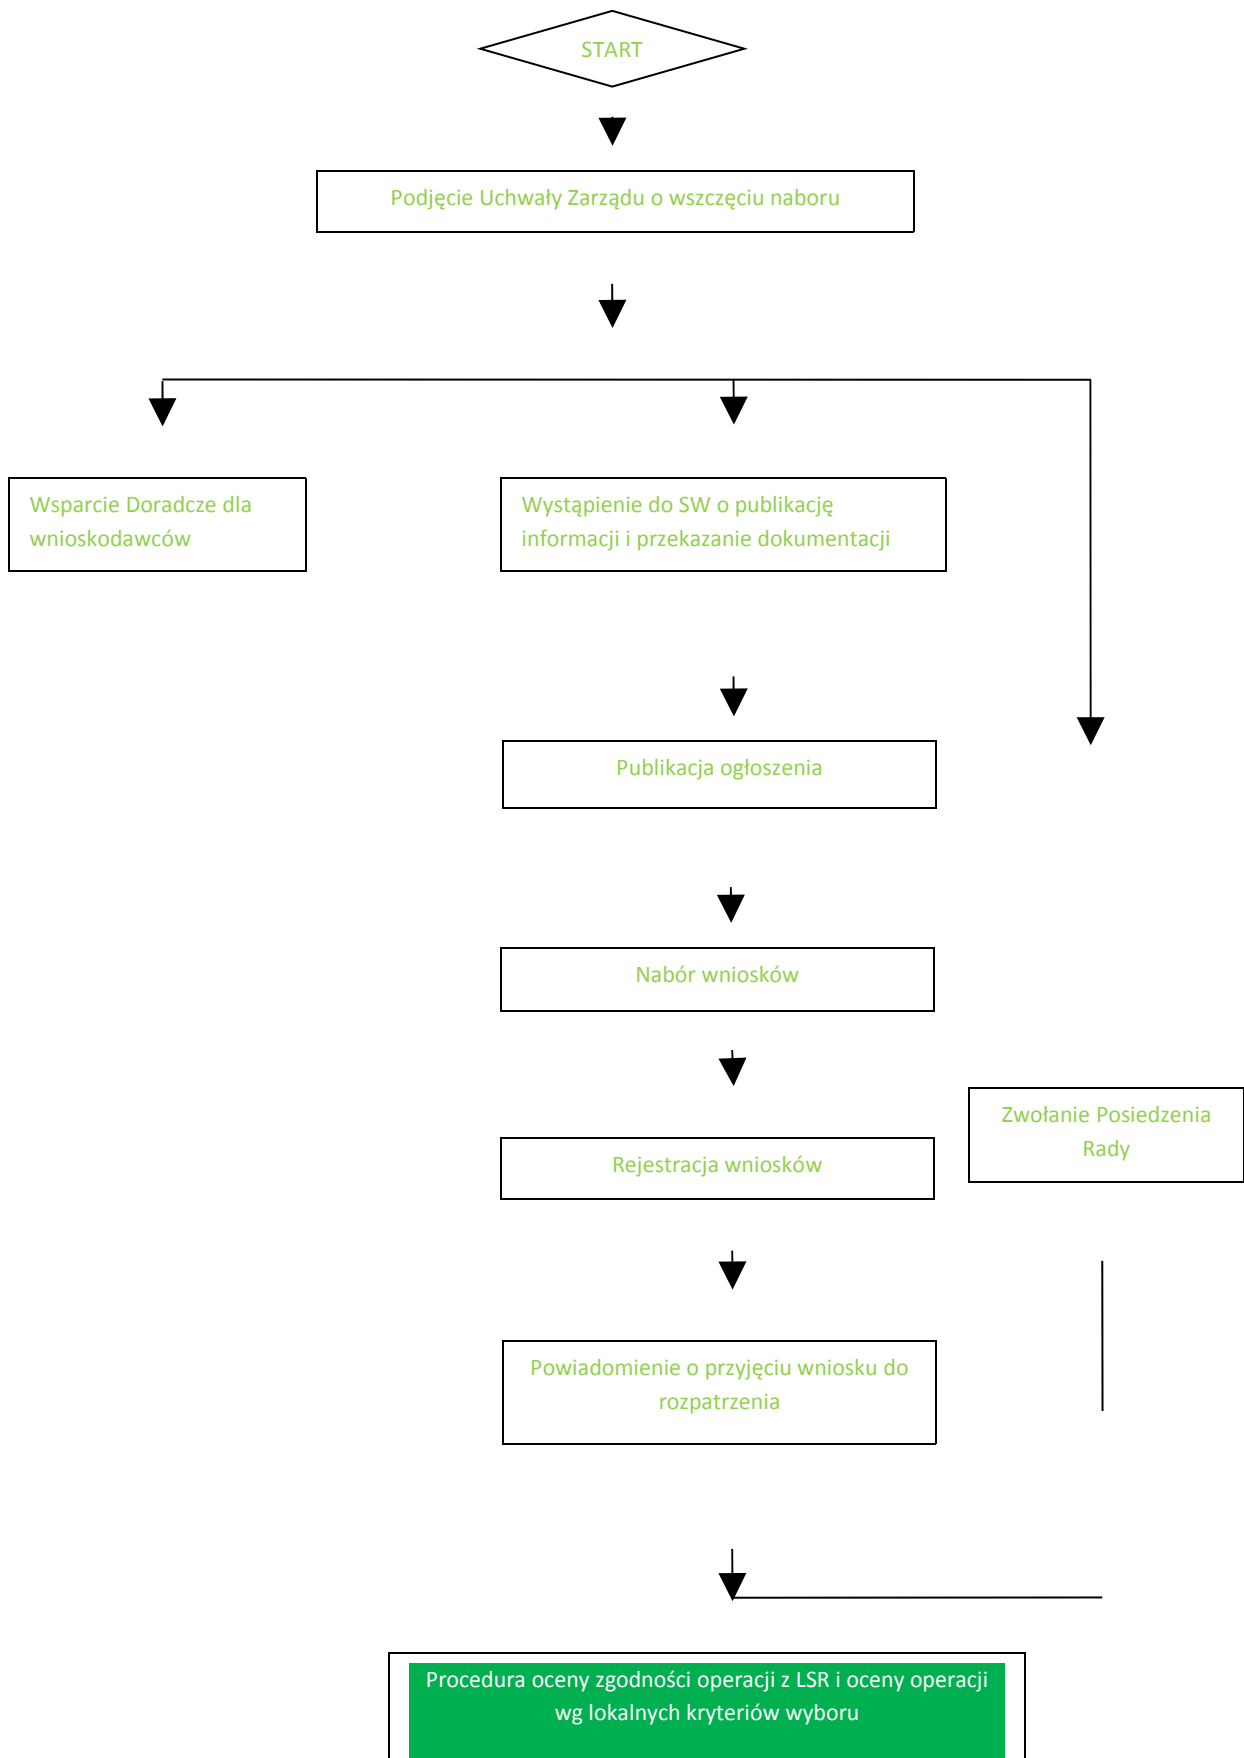 START
Podjęcie Uchwały Zarządu o wszczęciu naboru
Wsparcie Doradcze dla
wnioskodawców
Wystąpienie do SW o publikację
informacji i przekazanie dokumentacji
Publikacja ogłoszenia
Nabór wniosków
Zwołanie Posiedzenia
Rady
Rejestracja wniosków
Powiadomienie o przyjęciu wniosku do
rozpatrzenia
Procedura oceny zgodności operacji z LSR i oceny operacji
wg lokalnych kryteriów wyboru